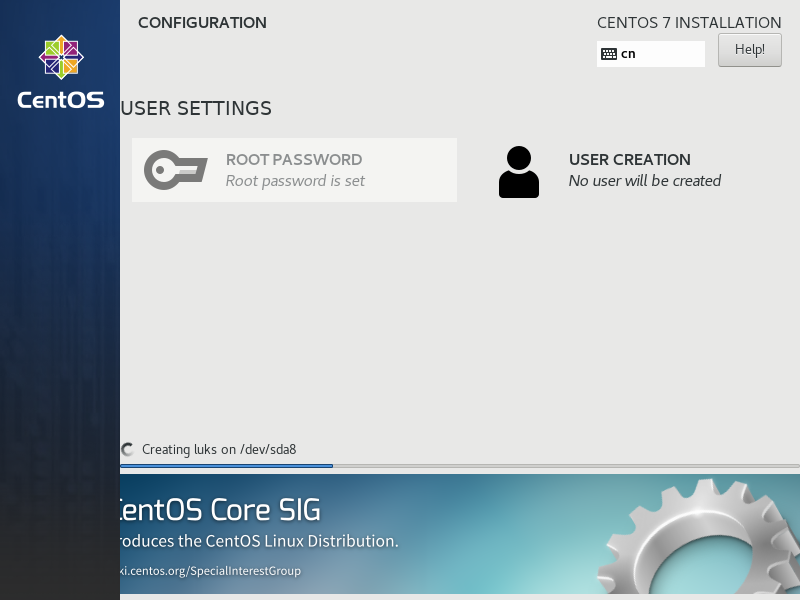 CONFIGURATION
CENTOS 7 INSTALLATION
cn
Help!
CentOS
USER SETTINGS
ROOT PASSWORD
Root password is set
USER CREATION
No user will be created
Creating luks on /dev/sda8
CentOS Core SIG
roduces the CentOS Linux Distribution.
ki.centos.org/SpecialInterestGroup